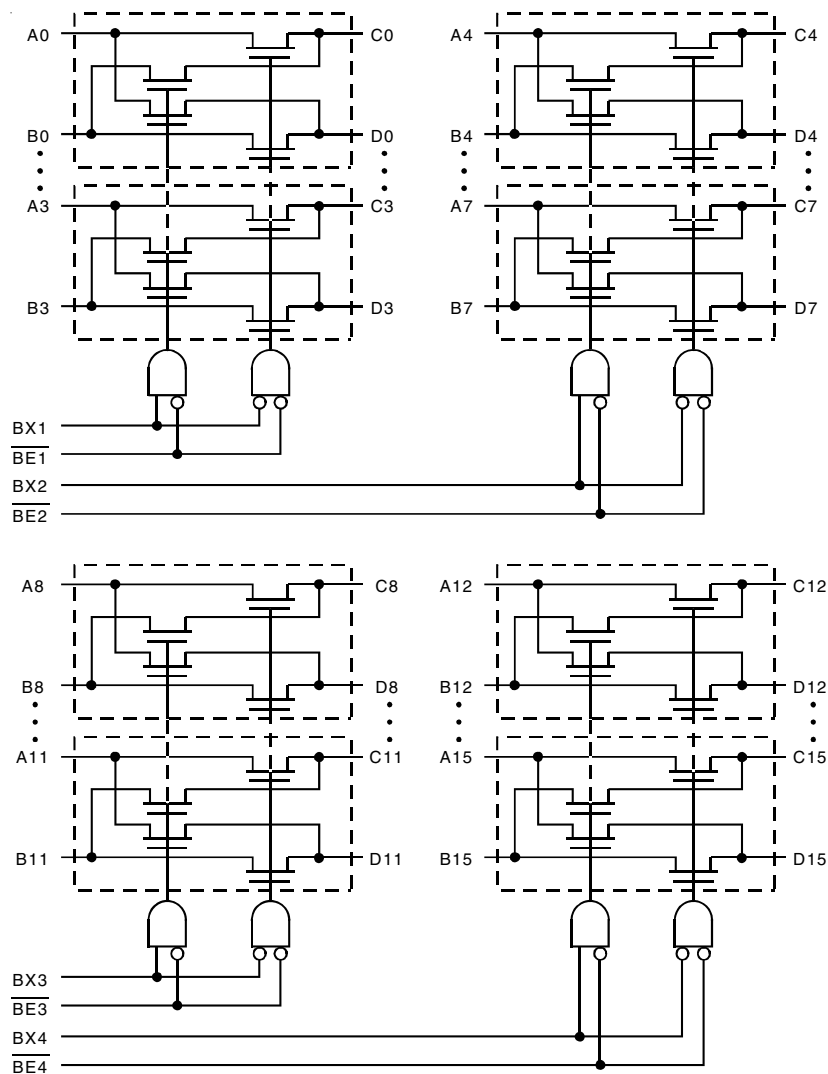 A0 C0 A4 C4
B0 D0 B4 D4
A3 C3 A7 C7
B3 D3 B7 D7
BX1
BE1
BX2
BE2
A8 C8 A12 C12
B8 D8 B12 D12
A11 C11 A15 C15
B11 D11 B15 D15
BX3
BE3
BX4
BE4